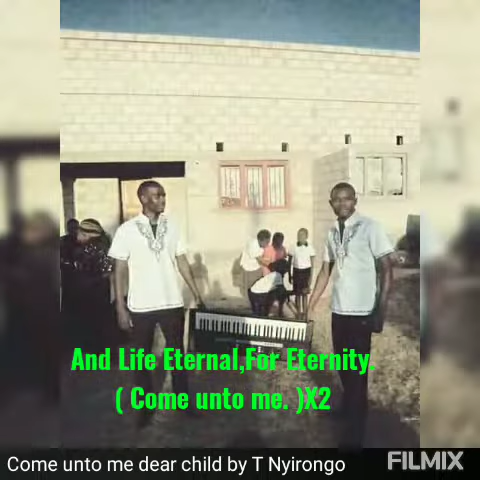 And Life Eternal,For Eternity.
( Come unto me. )X2
Come unto me dear child by T Nyirongo
FILMIX